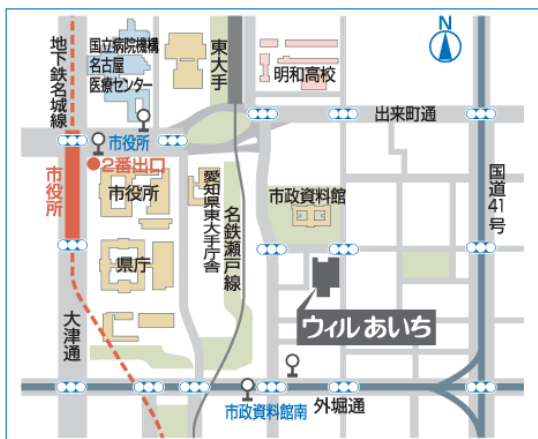 N
地下鉄名城線
国立病院機構
名古屋
医療センター
東大手
明和高校
出来町通
市役所
2番出口
市役所
市役所
愛知県東大手庁舎
名鉄瀬戸線
市政資料館
国道41号
県庁
ウィルあいち
大津通
市政資料館南
外堀通